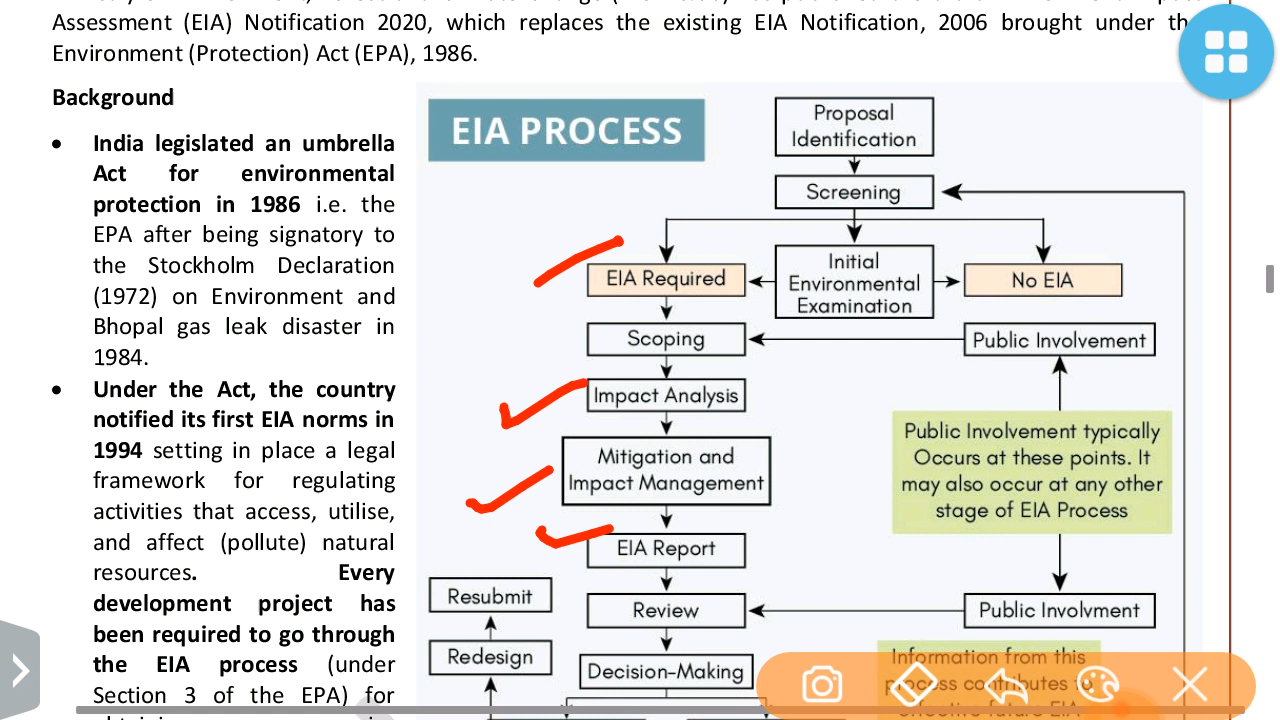 Assessment (EIA) Notification 2020, which replaces the existing EIA Notification, 2006 brought under the
Environment (Protection) Act (EPA), 1986.
Background
• India legislated an umbrella
Act for environmental
protection in 1986 i.e. the
EPA after being signatory to
the Stockholm Declaration
(1972) on Environment and
Bhopal gas leak disaster in
1984.
• Under the Act, the country
notified its first EIA norms in
1994 setting in place a legal
framework for regulating
activities that access, utilise,
and affect (pollute) natural
resources. Every
development project has
been required to go through
the EIA process (under
Section 3 of the EPA) for
EIA PROCESS
Proposal
Identification
Screening
EIA Required
Initial
Environmental
Examination
No EIA
Scoping
Public Involvement
Impact Analysis
Mitigation and
Impact Management
Public Involvement typically
Occurs at these points. It
may also occur at any other
stage of EIA Process
EIA Report
Resubmit
Review
Public Involvment
Redesign
Decision-Making
Information from this
process contributes to